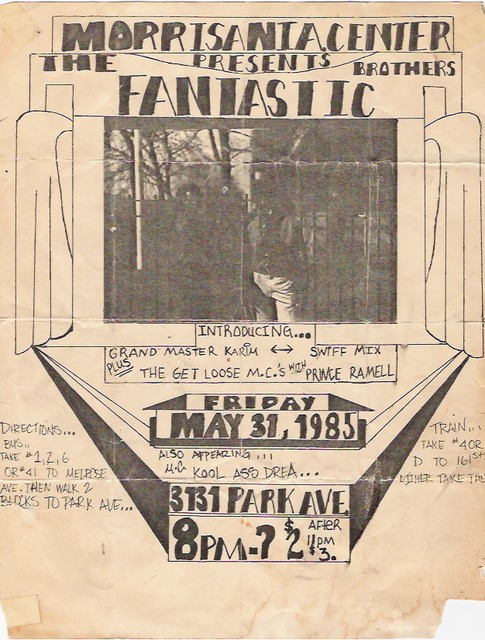 MORRISANIA CENTER
PRESENTS
THE BROTHERS
FANTASTIC
INTRODUCING...
GRAND MASTER KARIM ↔ SWIFF MIX
PLUS THE GET LOOSE M.C.'s WITH PRINCE RAMELL
FRIDAY
MAY 31, 1985
ALSO APPEARING...
M.C KOOL ASS DREA...
3131 PARK AVE.
8PM-? $2 AFTER 11PM $3.
DIRECTIONS...
BUS..
TAKE #1,2,6
OR #41 TO MELROSE
AVE. THEN WALK 2
BLOCKS TO PARK AVE...
TRAIN...
TAKE #4 OR
D TO 161ST
EITHER TAKE THE